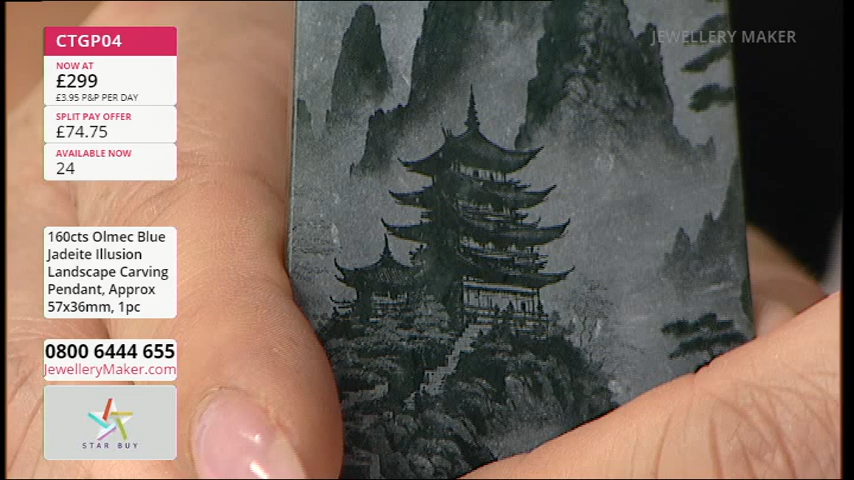 CTGP04
NOW AT
£299
£3.95 P&P PER DAY
SPLIT PAY OFFER
£74.75
AVAILABLE NOW
24
160cts Olmec Blue
Jadeite Illusion
Landscape Carving
Pendant, Approx
57x36mm, 1pc
0800 6444 655
JewelleryMaker.com
STAR BUY
JEWELLERY MAKER